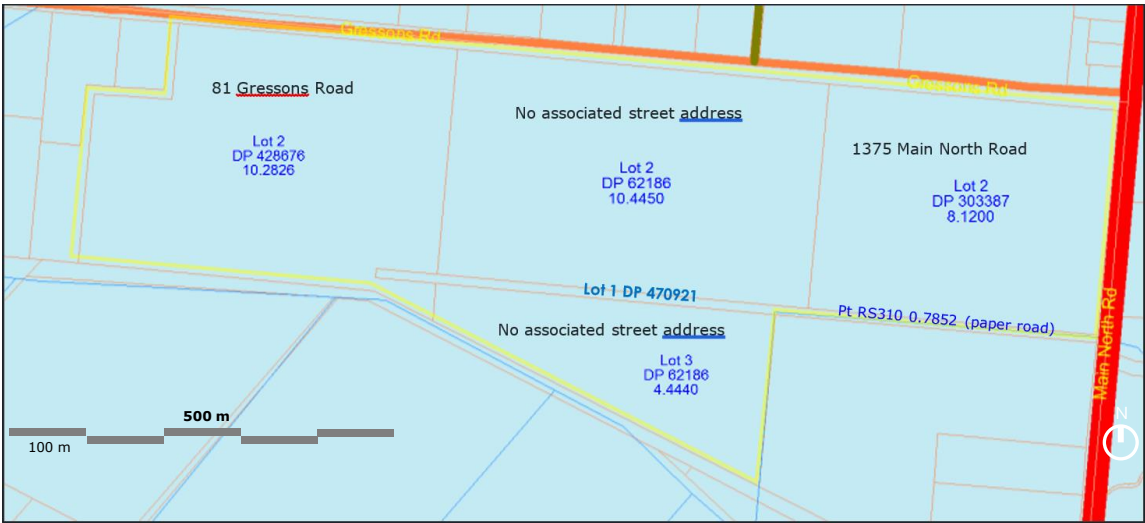 Gressons Rd
Gressons Rd
81 Gressons Road
No associated street address
1375 Main North Road
Lot 2
DP 428676
10.2826
Lot 2
DP 62186
10.4450
Lot 2
DP 303387
8.1200
Lot 1 DP 470921
Pt RS310 0.7852 (paper road)
No associated street address
Lot 3
DP 62186
4.4440
Main North Rd
500 m
100 m
N